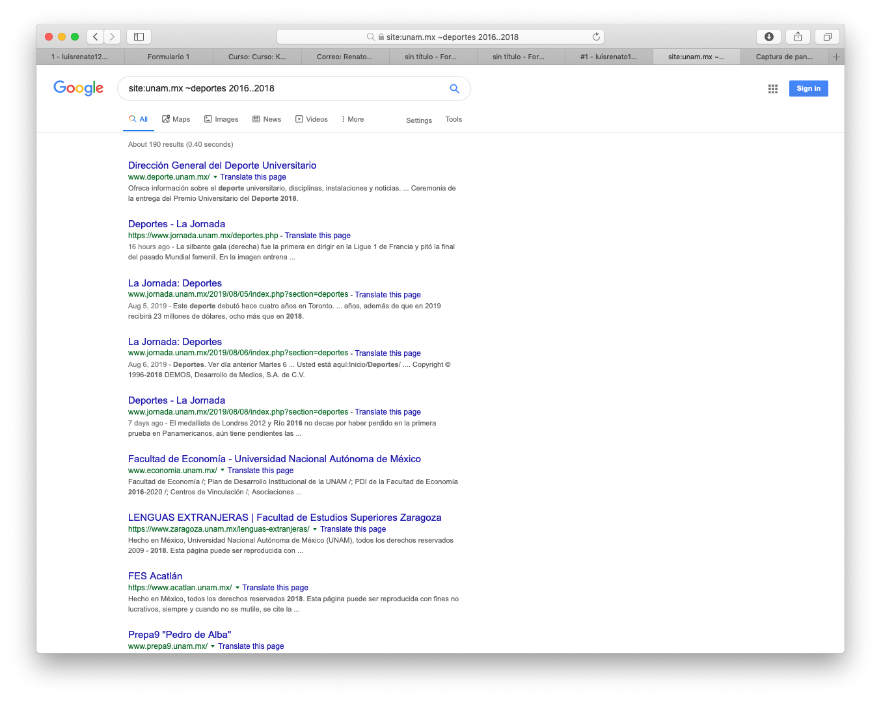 site:unam.mx ~deportes 2016..2018
1 - luisrenato12...
Formulario 1
Curso: Curso: K...
Correo: Renato...
sin título - For...
sin título - For...
#1 - luisrenato1...
site:unam.mx ~...
Captura de pan...
Google
site:unam.mx ~deportes 2016..2018
Sign in
All
Maps
Images
News
Videos
More
Settings
Tools
About 190 results (0.40 seconds)
Dirección General del Deporte Universitario
www.deporte.unam.mx/ ▾ Translate this page
Ofrece información sobre el deporte universitario, disciplinas, instalaciones y noticias. ... Ceremonia de
la entrega del Premio Universitario del Deporte 2018.
Deportes - La Jornada
https://www.jornada.unam.mx/deportes.php - Translate this page
16 hours ago - La silbante gala (derecha) fue la primera en dirigir en la Ligue 1 de Francia y pitó la final
del pasado Mundial femenil. En la imagen entrena ...
La Jornada: Deportes
www.jornada.unam.mx/2019/08/05/index.php?section=deportes - Translate this page
Aug 5, 2019 - Este deporte debutó hace cuatro años en Toronto. ... años, además de que en 2019
recibirá 23 millones de dólares, ocho más que en 2018.
La Jornada: Deportes
www.jornada.unam.mx/2019/08/06/index.php?section=deportes - Translate this page
Aug 6, 2019 - Deportes. Ver día anterior Martes 6 ... Usted está aquí:Inicio/Deportes/ .... Copyright ©
1996-2018 DEMOS, Desarrollo de Medios, S.A. de C.V.
Deportes - La Jornada
www.jornada.unam.mx/2019/08/08/index.php?section=deportes - Translate this page
7 days ago - El medallista de Londres 2012 y Río 2016 no decae por haber perdido en la primera
prueba en Panamericanos, aún tiene pendientes las ...
Facultad de Economía - Universidad Nacional Autónoma de México
www.economia.unam.mx/ ▾ Translate this page
Facultad de Economía /; Plan de Desarrollo Institucional de la UNAM /; PDI de la Facultad de Economía
2016-2020 /; Centros de Vinculación /; Asociaciones ...
LENGUAS EXTRANJERAS | Facultad de Estudios Superiores Zaragoza
https://www.zaragoza.unam.mx/lenguas-extranjeras/ ▾ Translate this page
Hecho en México, Universidad Nacional Autónoma de México (UNAM), todos los derechos reservados
2009 - 2018. Esta página puede ser reproducida con ...
FES Acatlán
https://www.acatlan.unam.mx/ ▾ Translate this page
Hecho en México, todos los derechos reservados 2018. Esta página puede ser reproducida con fines no
lucrativos, siempre y cuando no se mutile, se cite la ...
Prepa9 "Pedro de Alba"
www.prepa9.unam.mx/ ▾ Translate this page